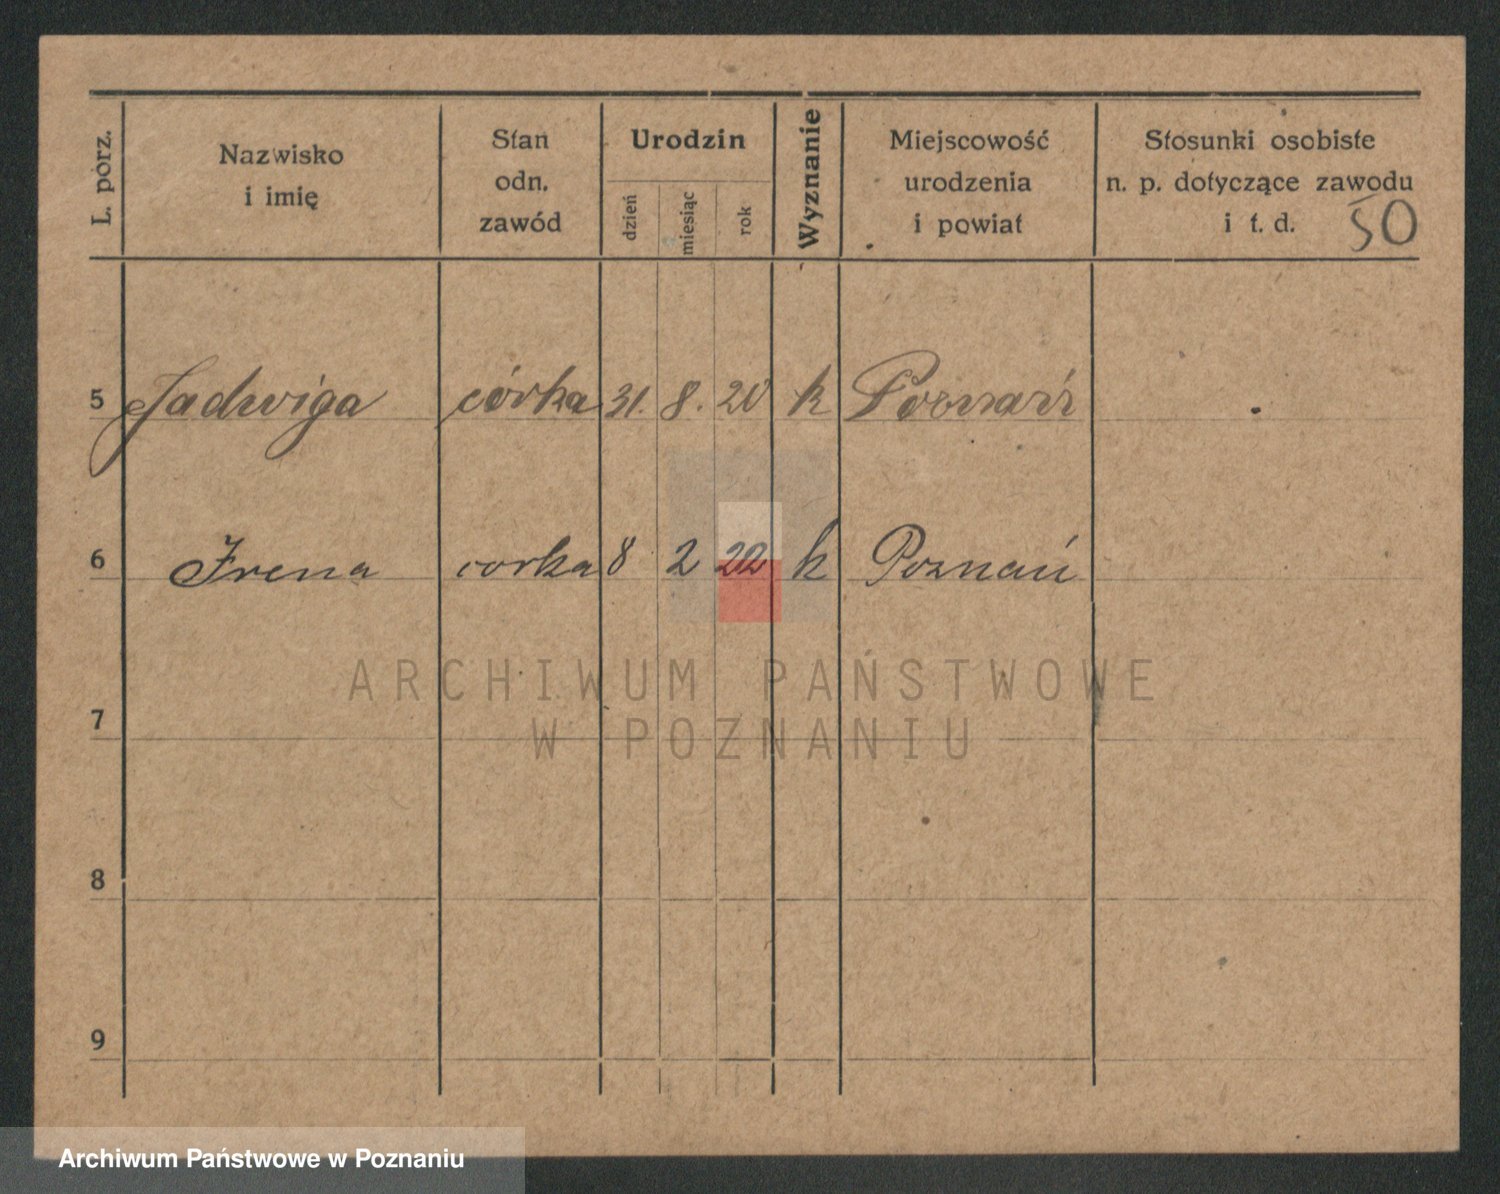 L. porz.
Nazwisko
i imię
Stan
odn.
zawód
Urodzin
dzień
miesiąc
rok
Wyznanie
Miejscowość
urodzenia
i powiat
Stosunki osobiste
n. p. dotyczące zawodu
i t. d.
50
5 Jadwiga córka 31. 8. 20 k Poznań
6 Irena corka 8 2 22 k Poznań
7
8
9
ARCHIWUM PAŃSTWOWE
W POZNANIU
Archiwum Państwowe w Poznaniu